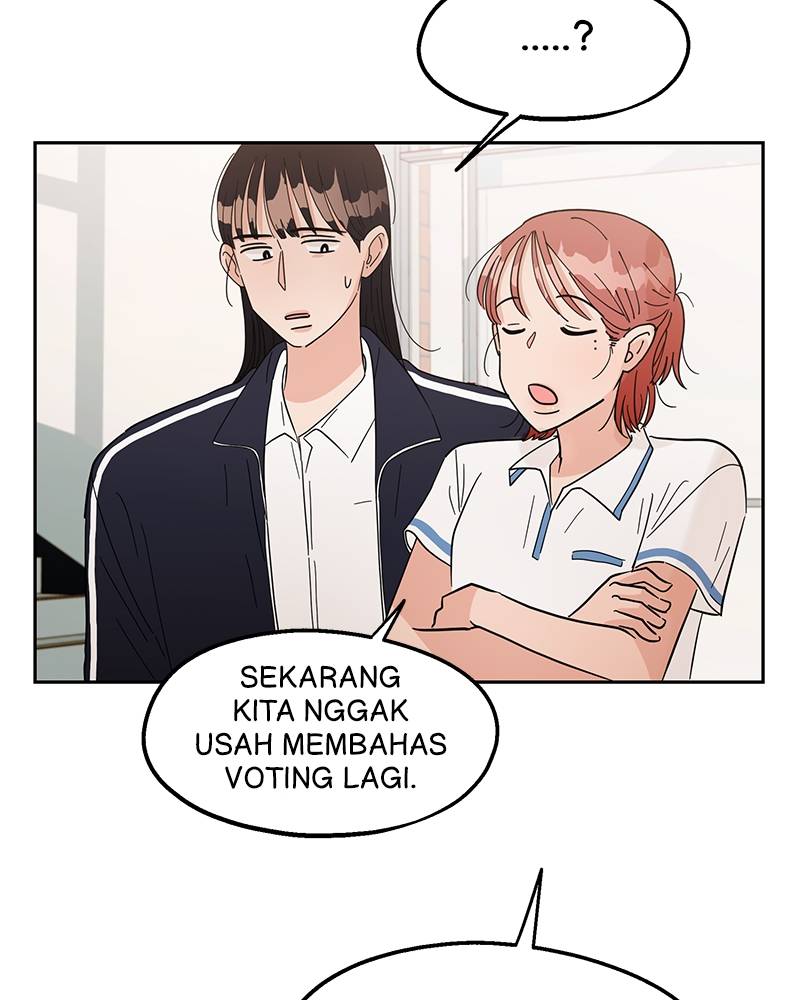 .....?
SEKARANG
KITA NGGAK
USAH MEMBAHAS
VOTING LAGI.